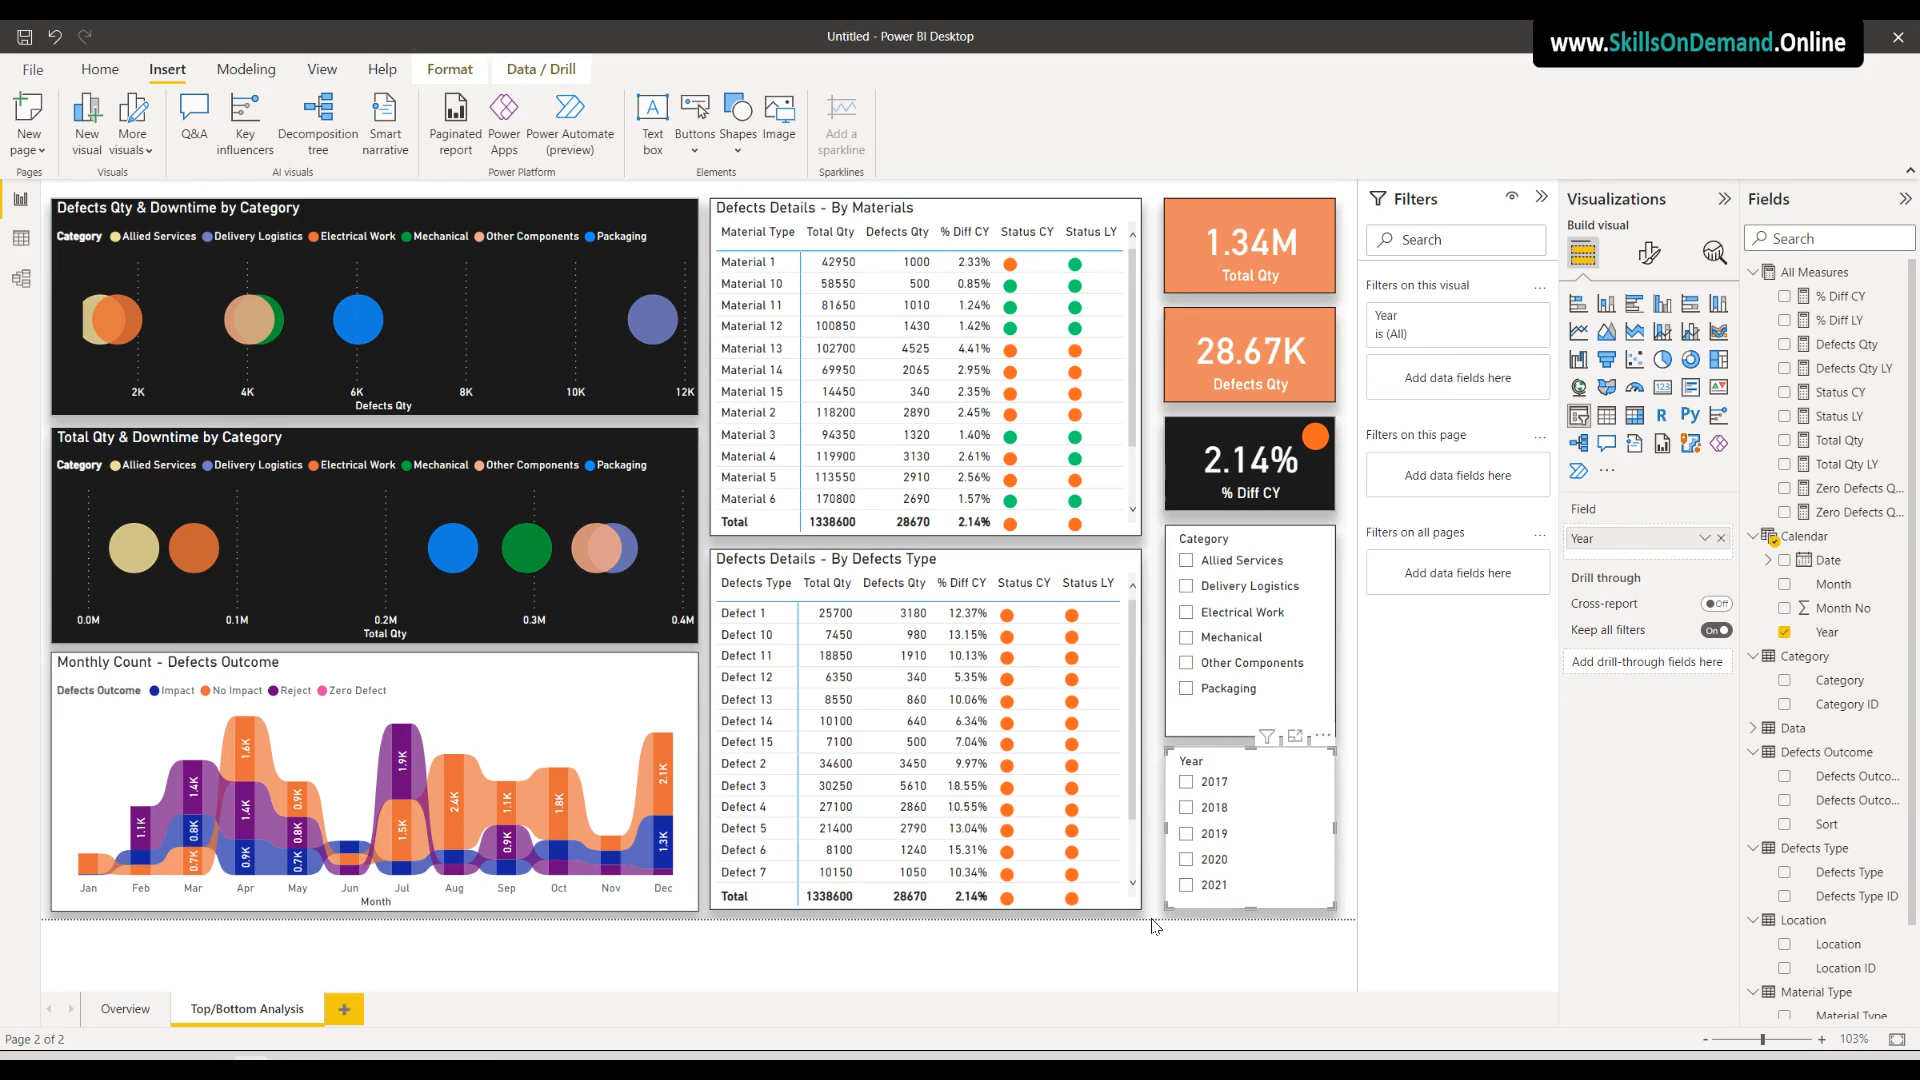 Untitled - Power BI Desktop
www.SkillsOnDemand.Online
File Home Insert Modeling View Help Format Data / Drill
New page
New visual
More visuals
Q&A
Key influencers
Decomposition tree
Smart narrative
Paginated report
Power Apps
Power Automate (preview)
Text box
Buttons
Shapes
Image
Add a sparkline
Pages Visuals AI visuals Power Platform Elements Sparklines
Defects Qty & Downtime by Category
Category Allied Services Delivery Logistics Electrical Work Mechanical Other Components Packaging
2K 4K 6K 8K 10K 12K
Defects Qty
Total Qty & Downtime by Category
Category Allied Services Delivery Logistics Electrical Work Mechanical Other Components Packaging
0.0M 0.1M 0.2M 0.3M 0.4M
Total Qty
Monthly Count - Defects Outcome
Defects Outcome Impact No Impact Reject Zero Defect
1.1K
1.4K
0.8K
0.7K
1.6K
1.4K
0.9K
0.9K
0.8K
0.7K
1.9K
1.5K
2.4K
1.1K
0.9K
1.8K
2.1K
1.3K
Jan Feb Mar Apr May Jun Jul Aug Sep Oct Nov Dec
Month
Defects Details - By Materials
Material Type Total Qty Defects Qty % Diff CY Status CY Status LY
Material 1 42950 1000 2.33%
Material 10 58550 500 0.85%
Material 11 81650 1010 1.24%
Material 12 100850 1430 1.42%
Material 13 102700 4525 4.41%
Material 14 69950 2065 2.95%
Material 15 14450 340 2.35%
Material 2 118200 2890 2.45%
Material 3 94350 1320 1.40%
Material 4 119900 3130 2.61%
Material 5 113550 2910 2.56%
Material 6 170800 2690 1.57%
Total 1338600 28670 2.14%
Defects Details - By Defects Type
Defects Type Total Qty Defects Qty % Diff CY Status CY Status LY
Defect 1 25700 3180 12.37%
Defect 10 7450 980 13.15%
Defect 11 18850 1910 10.13%
Defect 12 6350 340 5.35%
Defect 13 8550 860 10.06%
Defect 14 10100 640 6.34%
Defect 15 7100 500 7.04%
Defect 2 34600 3450 9.97%
Defect 3 30250 5610 18.55%
Defect 4 27100 2860 10.55%
Defect 5 21400 2790 13.04%
Defect 6 8100 1240 15.31%
Defect 7 10150 1050 10.34%
Total 1338600 28670 2.14%
1.34M
Total Qty
28.67K
Defects Qty
2.14%
% Diff CY
Category
Allied Services
Delivery Logistics
Electrical Work
Mechanical
Other Components
Packaging
Year
2017
2018
2019
2020
2021
Filters
Search
Filters on this visual ...
Year
is (All)
Add data fields here
Filters on this page ...
Add data fields here
Filters on all pages ...
Add data fields here
Visualizations
Build visual
123
R Py
Field
Year
Drill through
Cross-report Off
Keep all filters On
Add drill-through fields here
Fields
Search
All Measures
% Diff CY
% Diff LY
Defects Qty
Defects Qty LY
Status CY
Status LY
Total Qty
Total Qty LY
Zero Defects Q...
Zero Defects Q...
Calendar
Date
Month
Month No
Year
Category
Category
Category ID
Data
Defects Outcome
Defects Outco...
Defects Outco...
Sort
Defects Type
Defects Type
Defects Type ID
Location
Location
Location ID
Material Type
Material Type
Overview Top/Bottom Analysis
Page 2 of 2
- + 103%